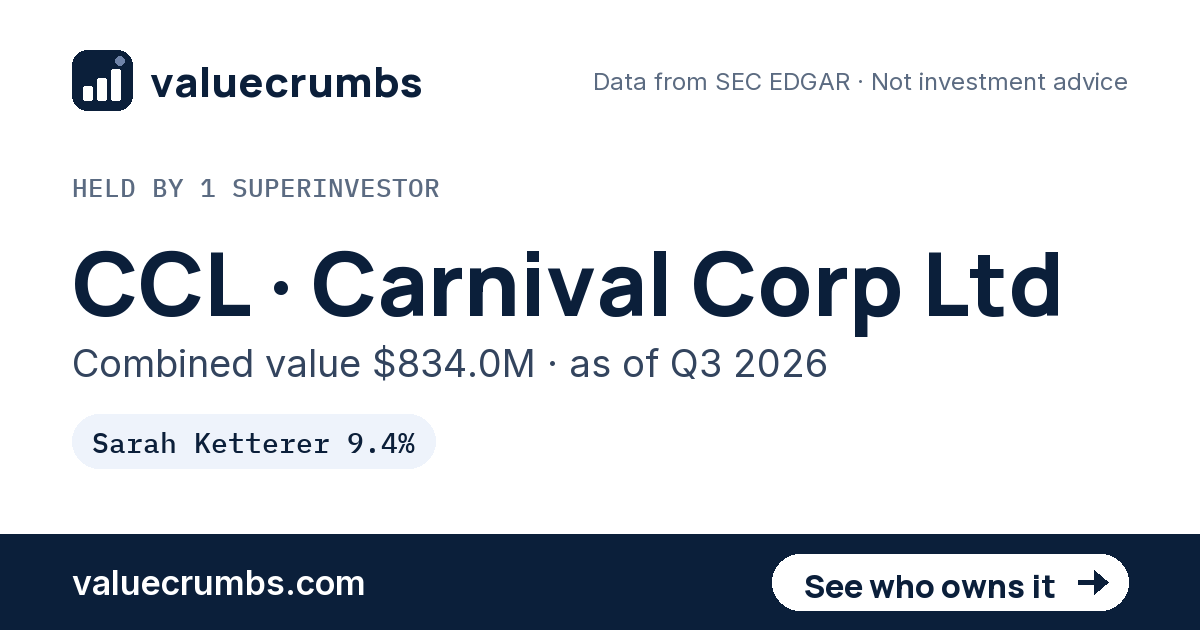 valuecrumbs
Data from SEC EDGAR · Not investment advice
HELD BY 1 SUPERINVESTOR
CCL · Carnival Corp Ltd
Combined value $834.0M · as of Q3 2026
Sarah Ketterer 9.4%
valuecrumbs.com
See who owns it →